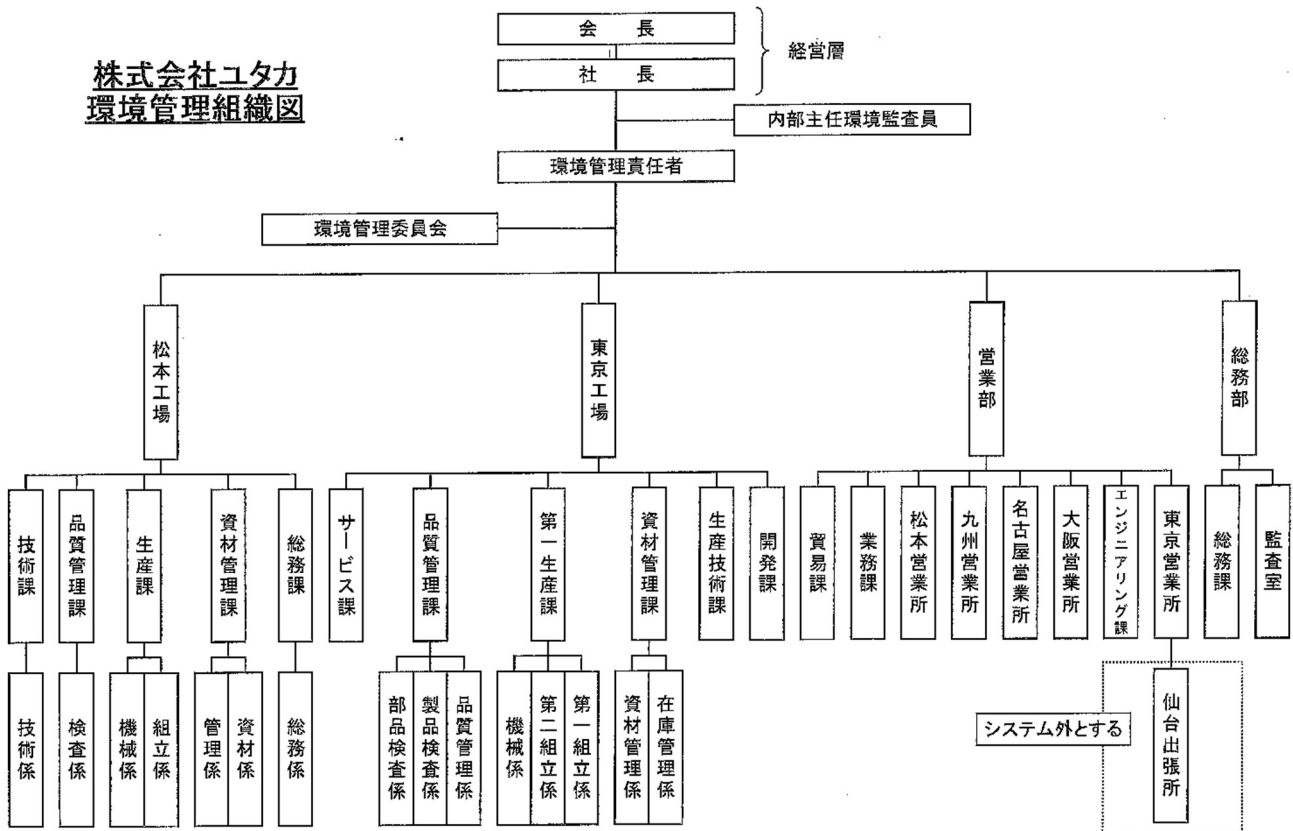 株式会社ユタカ
環境管理組織図
会　長
社　長
経営層
内部主任環境監査員
環境管理責任者
環境管理委員会
松本工場
東京工場
営業部
総務部
技術課
品質管理課
生産課
資材管理課
総務課
サービス課
品質管理課
第一生産課
資材管理課
生産技術課
開発課
貿易課
業務課
松本営業所
九州営業所
名古屋営業所
大阪営業所
エンジニアリング課
東京営業所
総務課
監査室
技術係
検査係
機械係
組立係
管理係
資材係
総務係
部品検査係
製品検査係
品質管理係
機械係
第二組立係
第一組立係
資材管理係
在庫管理係
システム外とする
仙台出張所